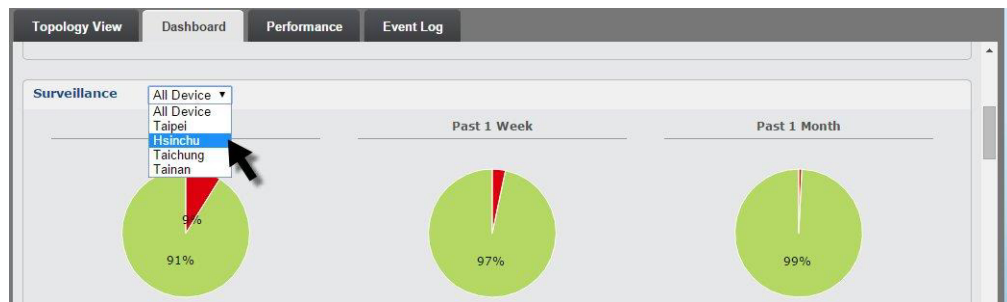 Topology View Dashboard Performance Event Log
Surveillance All Device
All Device
Taipei
Hsinchu
Taichung
Tainan
Past 1 Week
Past 1 Month
9%
91%
97%
99%